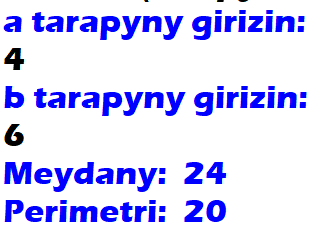 a tarapyny girizin:
4
b tarapyny girizin:
6
Meydany: 24
Perimetri: 20